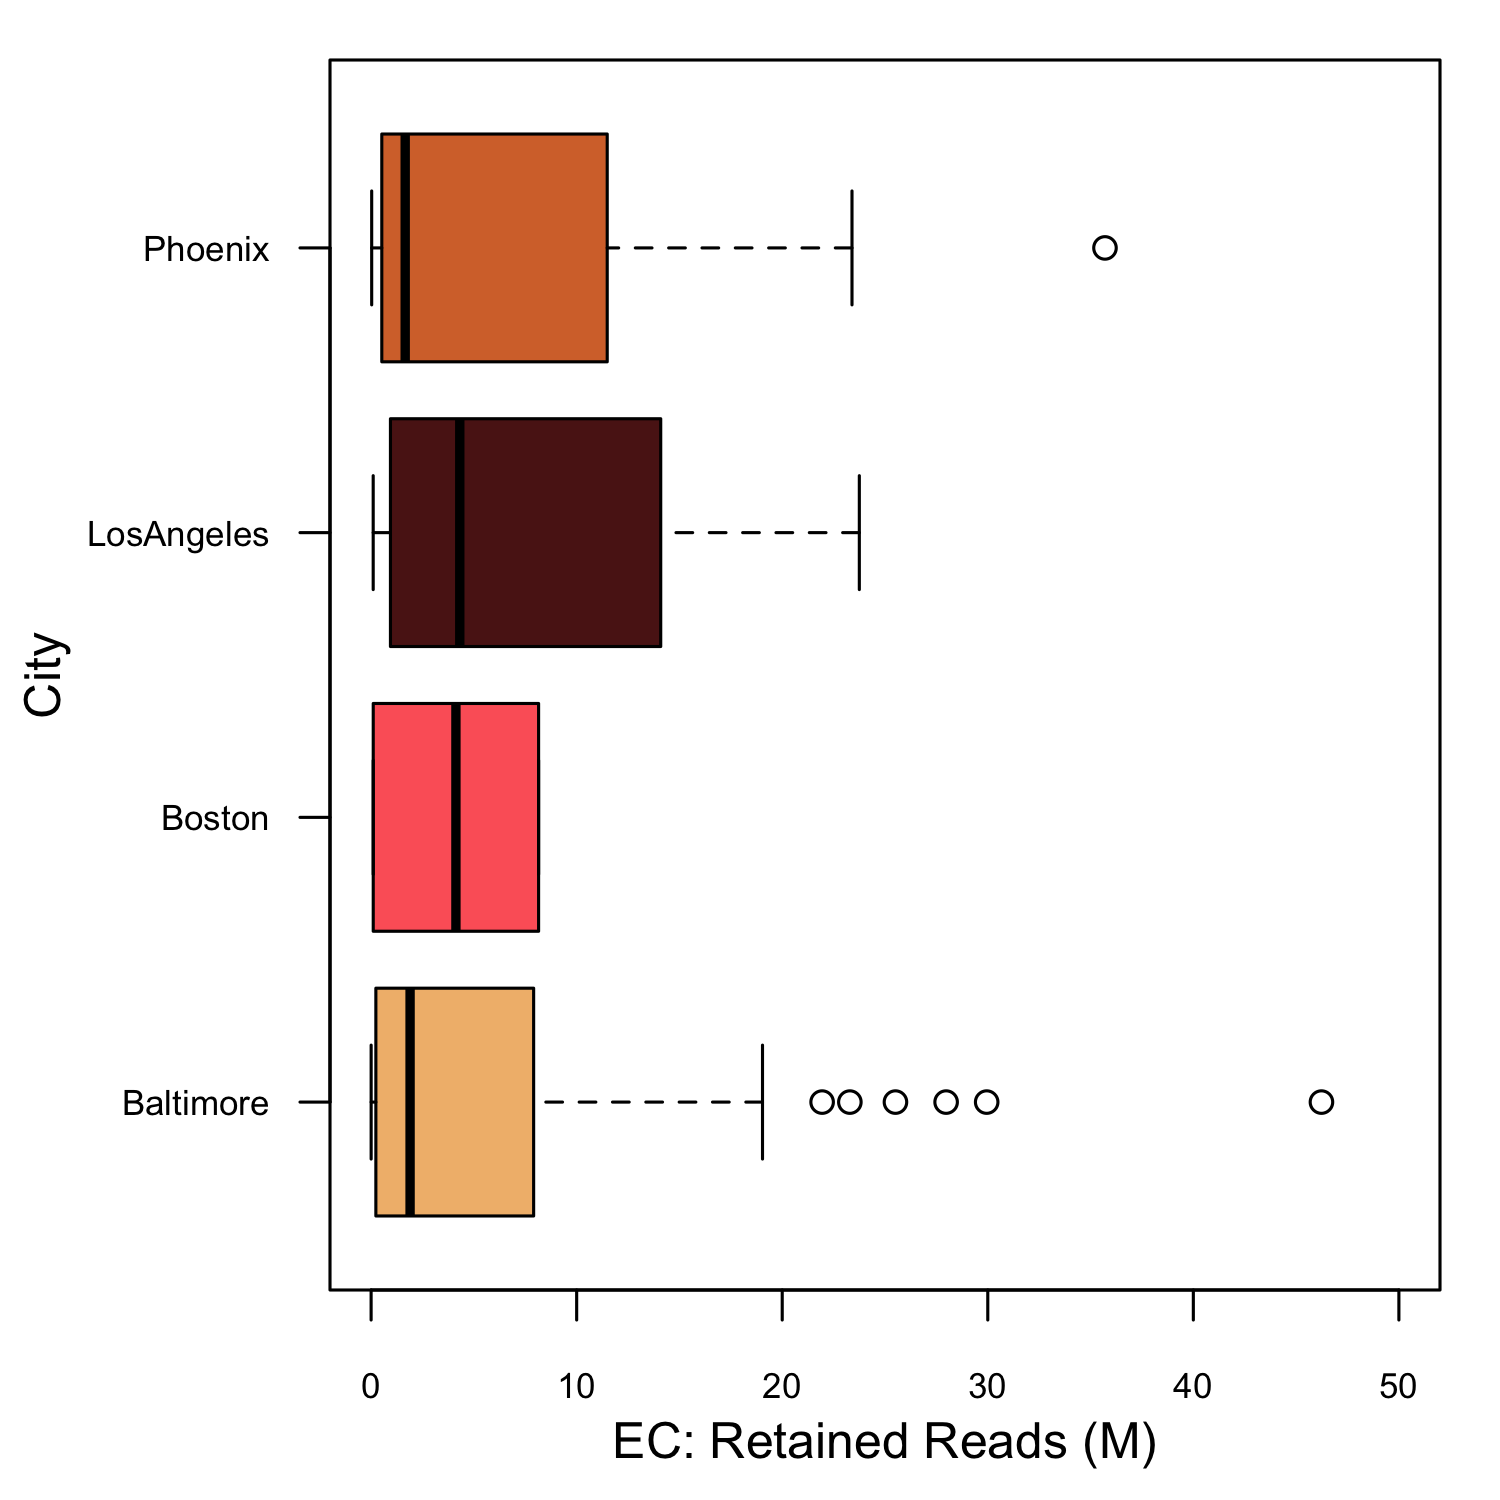 Phoenix
LosAngeles
Boston
Baltimore
City
0 10 20 30 40 50
EC: Retained Reads (M)